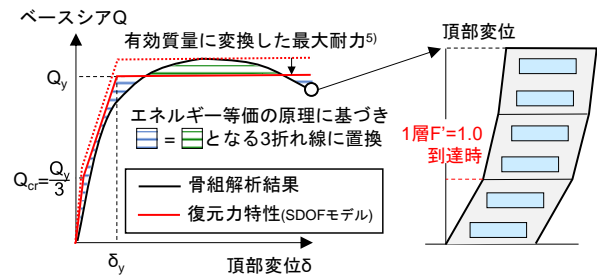 ベースシアQ
有効質量に変換した最大耐力5)
Qy
エネルギー等価の原理に基づき
= となる3折れ線に置換
Qcr=Qy/3
骨組解析結果
復元力特性(SDOFモデル)
δy
頂部変位δ
頂部変位
1層F'=1.0
到達時